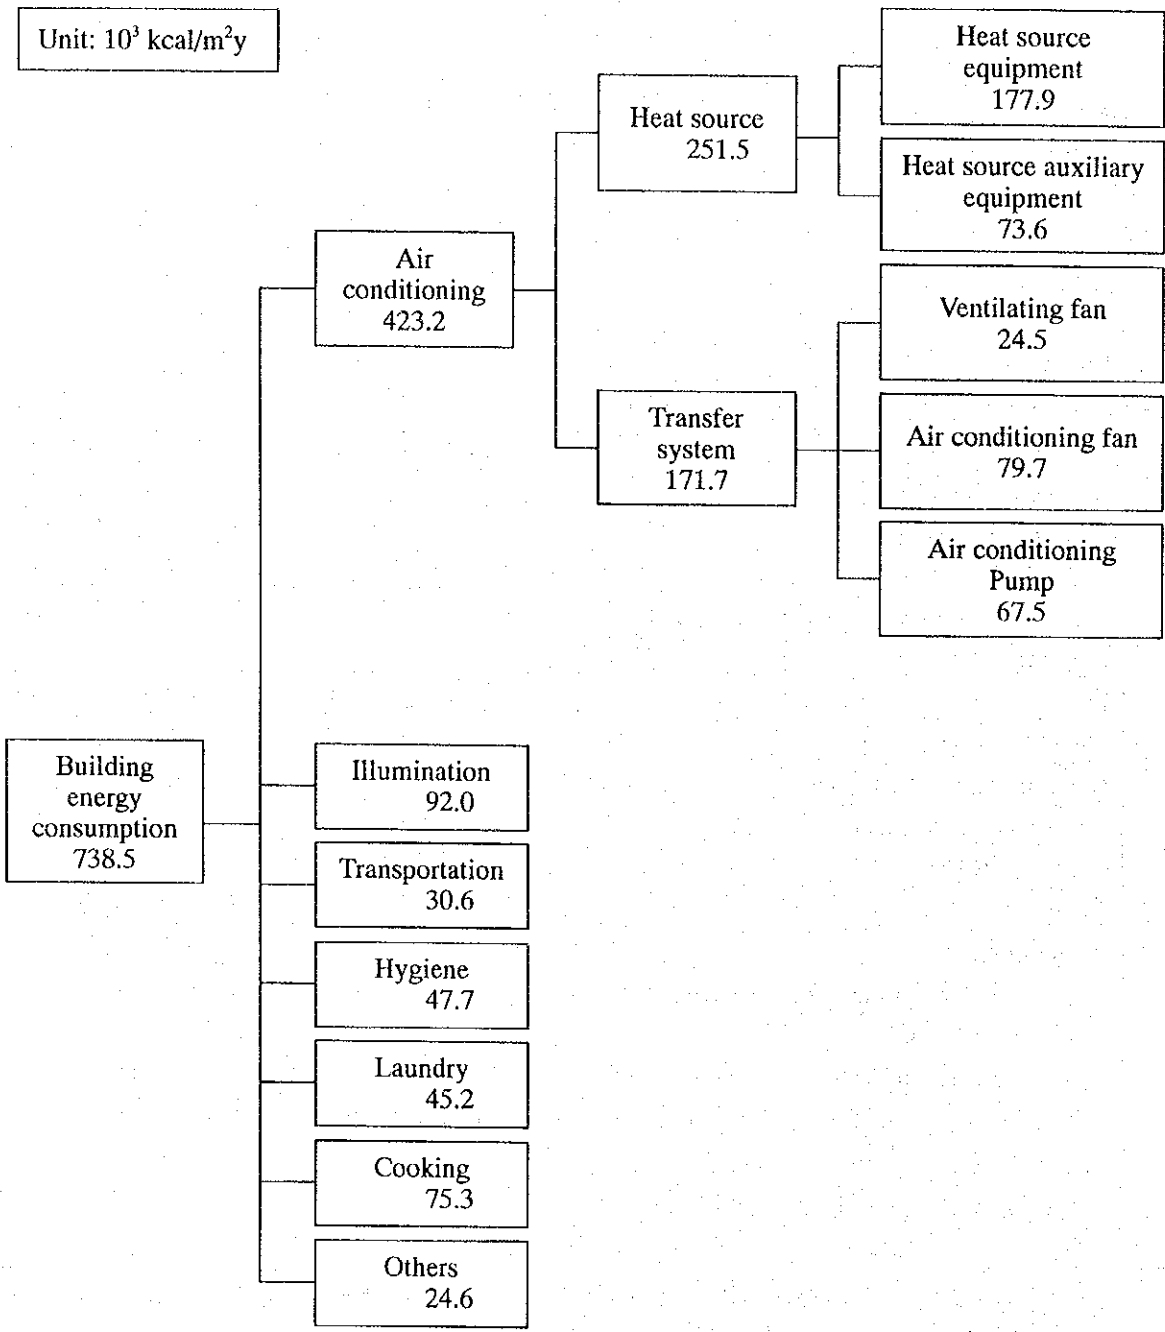 Unit: 10³ kcal/m²y
Heat source
equipment
177.9
Heat source
251.5
Heat source auxiliary
equipment
73.6
Air
conditioning
423.2
Ventilating fan
24.5
Transfer
system
171.7
Air conditioning fan
79.7
Air conditioning
Pump
67.5
Building
energy
consumption
738.5
Illumination
92.0
Transportation
30.6
Hygiene
47.7
Laundry
45.2
Cooking
75.3
Others
24.6